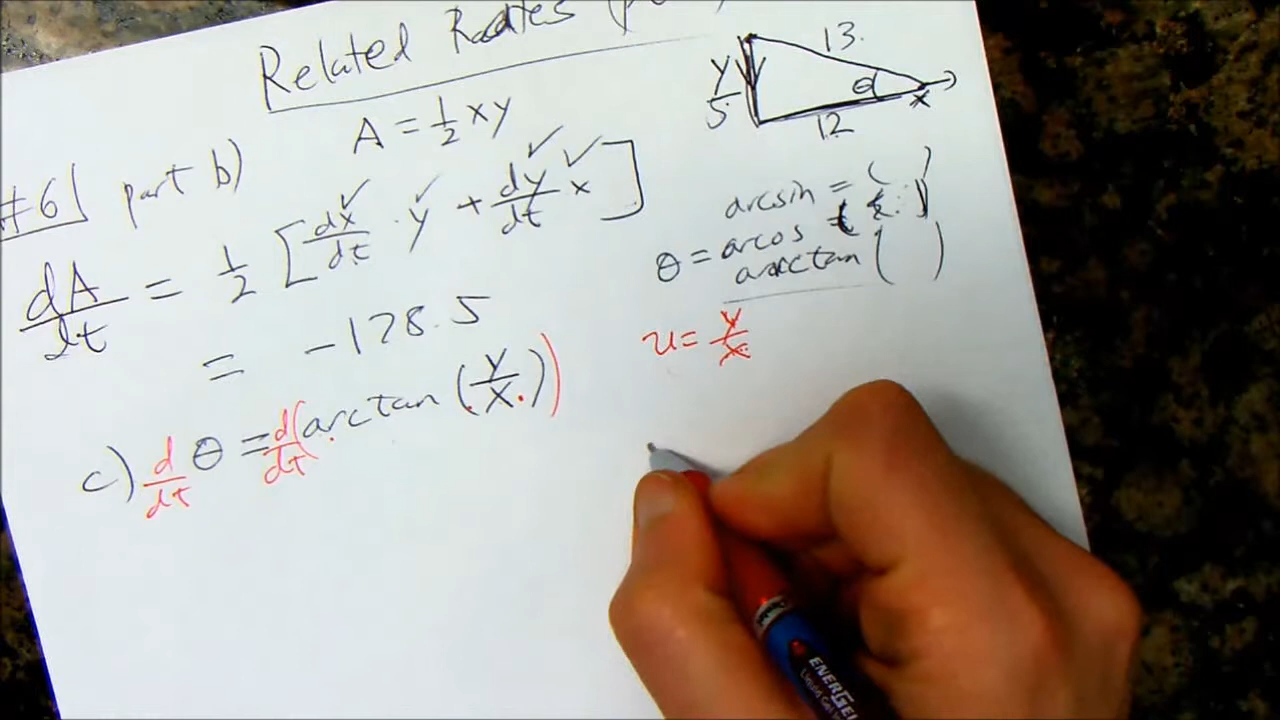 Related Rates (p
A = 1/2 xy
#6] part b)
dA/dt = 1/2 [dx/dt · y + dy/dt x]
= -178.5
c) d/dt θ = d/dt (arctan (y/x))
13
y
5
θ
x
12
arcsin = ( )
θ = arcos
arctan ( )
u = y/x
ENERGEL